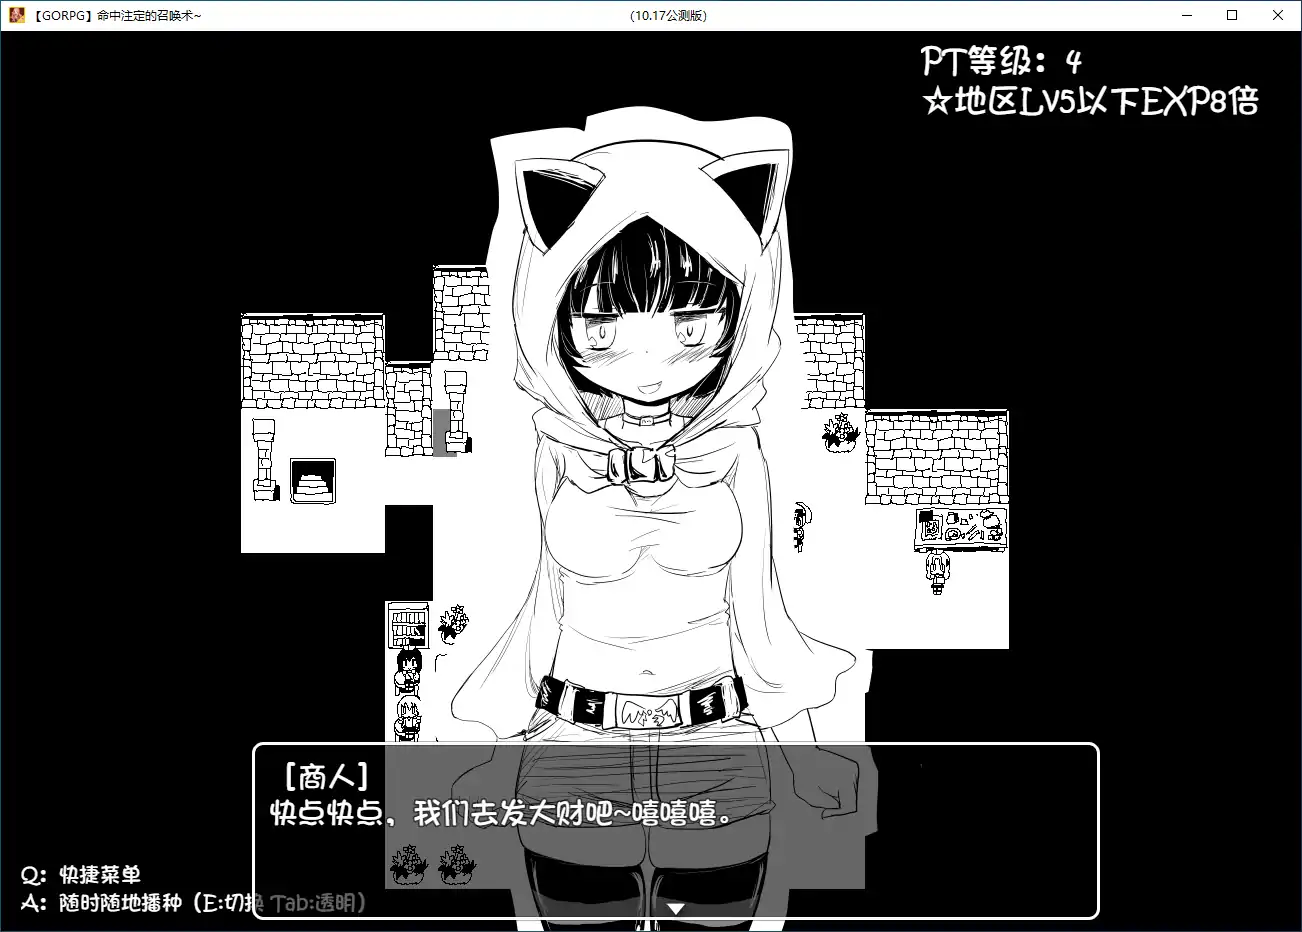 【GORPG】命中注定的召唤术~ (10.17公测版)
PT等级：4
☆地区LV5以下EXP8倍
[商人]
快点快点，我们去发大财吧~嘻嘻嘻。
Q：快捷菜单
A：随时随地播种（E:切换 Tab:透明）